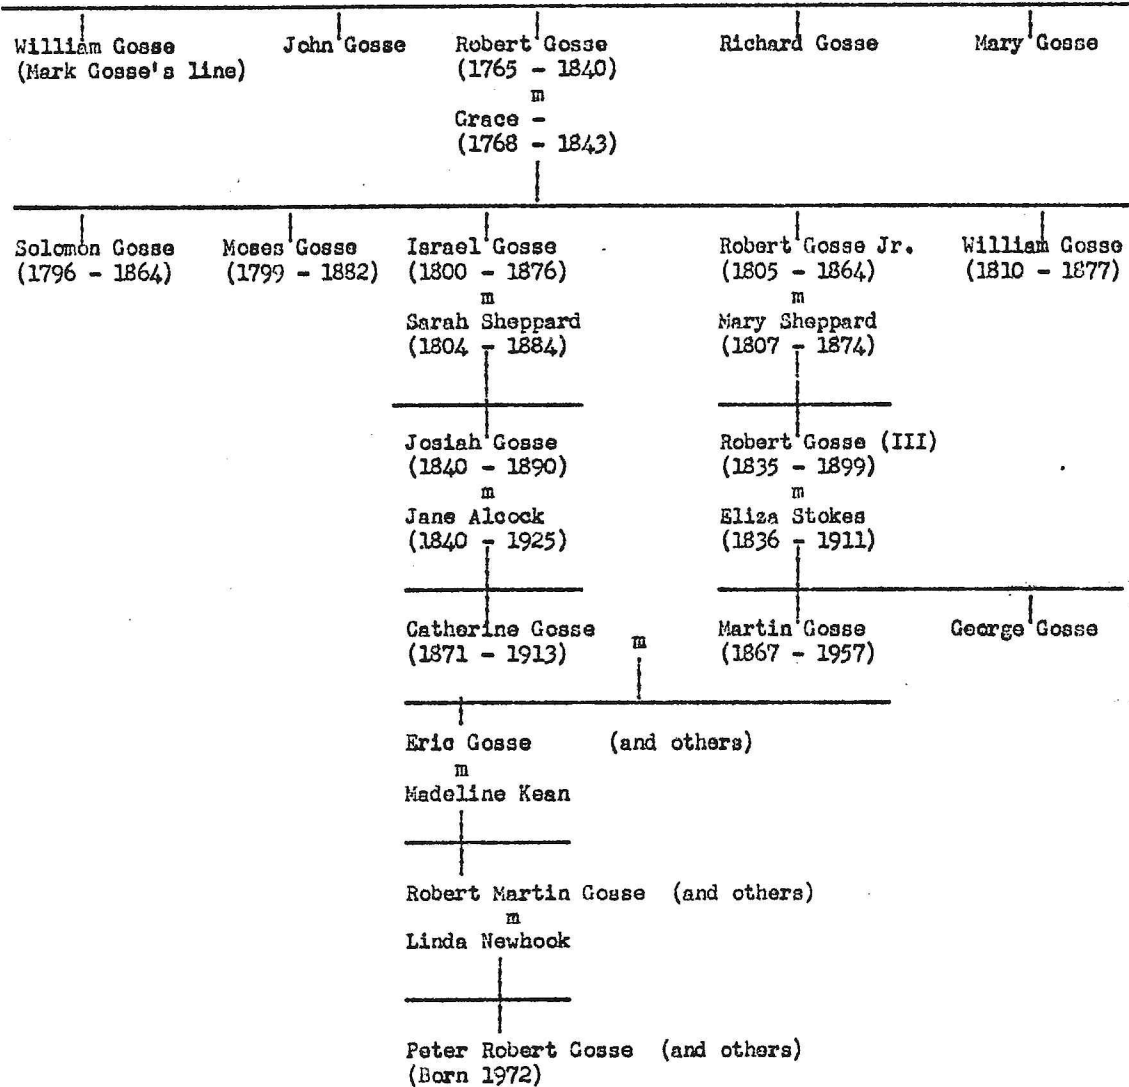 William Gosse John Gosse Robert Gosse Richard Gosse Mary Gosse
(Mark Gosse's line) (1765 - 1840)
m
Grace -
(1768 - 1843)
Solomon Gosse Moses Gosse Israel Gosse Robert Gosse Jr. William Gosse
(1796 - 1864) (1799 - 1882) (1800 - 1876) (1805 - 1864) (1810 - 1877)
m m
Sarah Sheppard Mary Sheppard
(1804 - 1884) (1807 - 1874)
Josiah Gosse Robert Gosse (III)
(1840 - 1890) (1835 - 1899)
m m
Jane Alcock Eliza Stokes
(1840 - 1925) (1836 - 1911)
Catherine Gosse m Martin Gosse George Gosse
(1871 - 1913) (1867 - 1957)
Eric Gosse (and others)
m
Madeline Kean
Robert Martin Gosse (and others)
m
Linda Newhook
Peter Robert Gosse (and others)
(Born 1972)